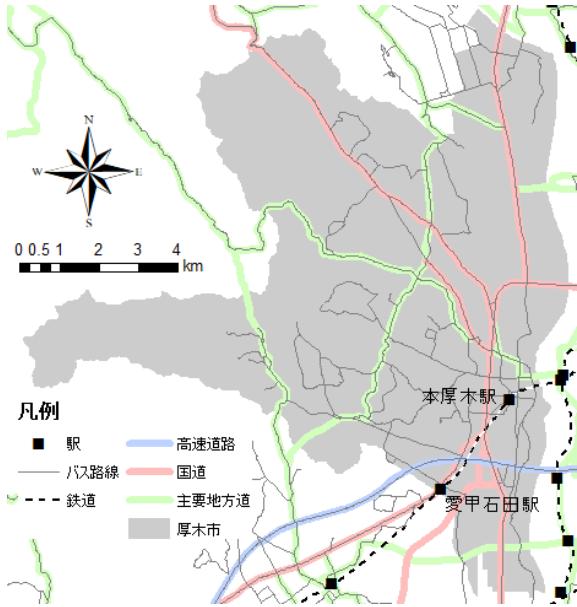 N
W E
S
0 0.5 1 2 3 4
km
本厚木駅
愛甲石田駅
凡例
駅
高速道路
バス路線
国道
鉄道
主要地方道
厚木市